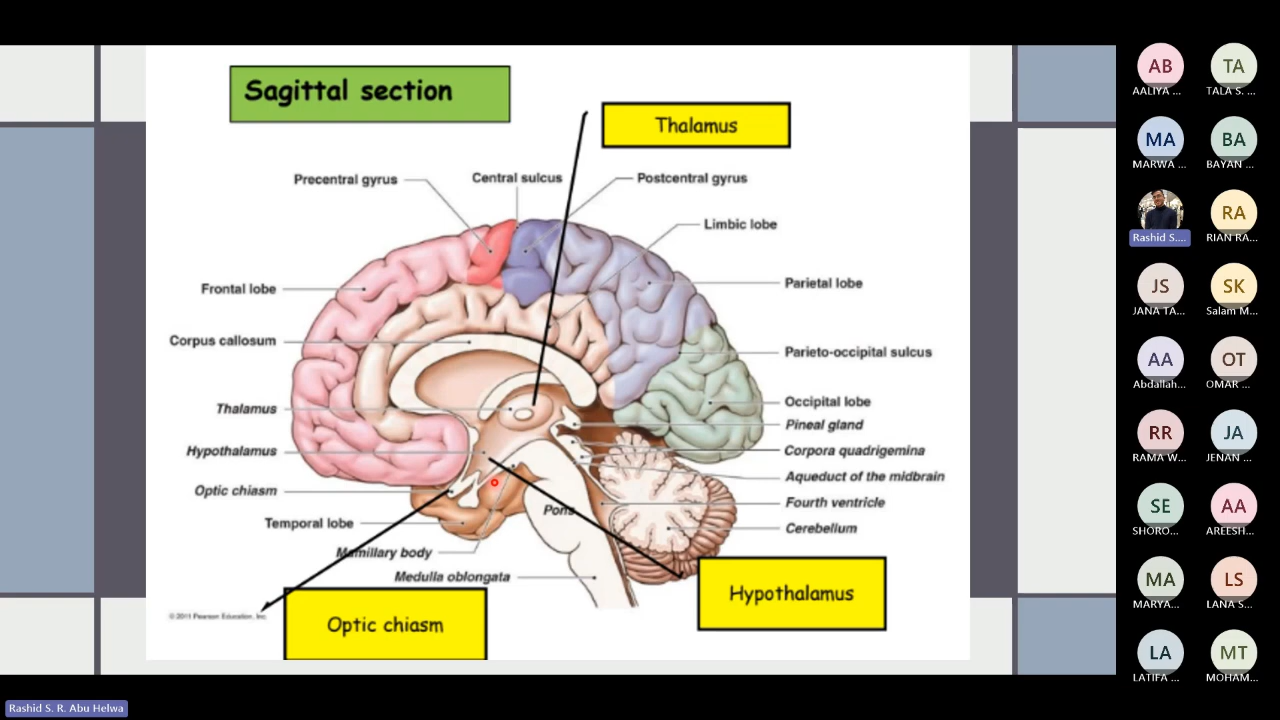 Sagittal section
Thalamus
Precentral gyrus
Central sulcus
Postcentral gyrus
Limbic lobe
Frontal lobe
Parietal lobe
Corpus callosum
Parieto-occipital sulcus
Thalamus
Occipital lobe
Pineal gland
Hypothalamus
Corpora quadrigemina
Aqueduct of the midbrain
Optic chiasm
Fourth ventricle
Pons
Temporal lobe
Cerebellum
Mamillary body
Medulla oblongata
Hypothalamus
© 2011 Pearson Education, Inc.
Optic chiasm
AB
TA
AALIYA ...
TALA S. ...
MA
BA
MARWA ...
BAYAN ...
RA
Rashid S....
RIAN RA...
JS
SK
JANA TA...
Salam M...
AA
OT
Abdallah...
OMAR ...
RR
JA
RAMA W...
JENAN ...
SE
AA
SHORO...
AREESH...
MA
LS
MARYA...
LANA S...
LA
MT
LATIFA ...
MOHAM...
Rashid S. R. Abu Helwa